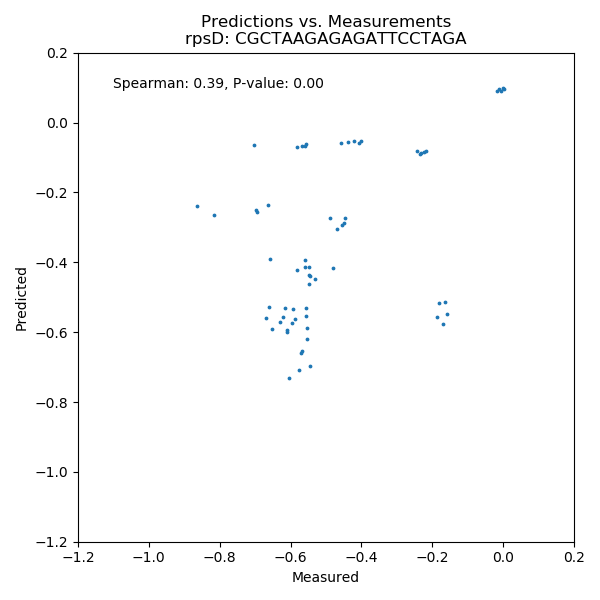 Predictions vs. Measurements
rpsD: CGCTAAGAGAGATTCCTAGA
Spearman: 0.39, P-value: 0.00
0.2
0.0
−0.2
−0.4
−0.6
−0.8
−1.0
−1.2
Predicted
−1.2 −1.0 −0.8 −0.6 −0.4 −0.2 0.0 0.2
Measured